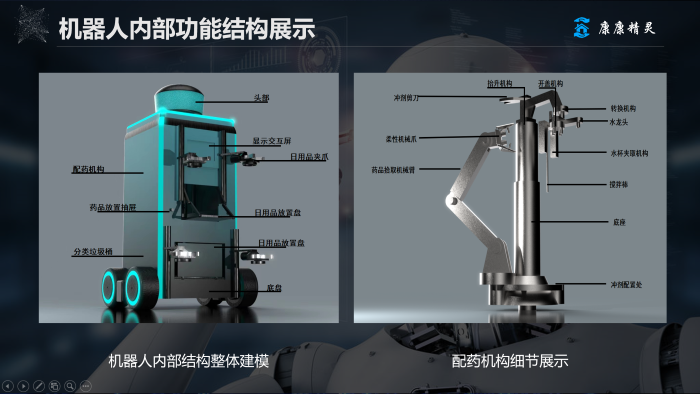 机器人内部功能结构展示
康康精灵
头部
显示交互屏
日用品夹爪
配药机构
药品放置抽屉
日用品放置盘
分类垃圾桶
日用品放置盘
底盘
抬升机构
开盖机构
冲剂剪刀
转换机构
水龙头
柔性机械爪
水杯夹取机构
药品拾取机械臂
搅拌棒
底座
冲剂配置处
机器人内部结构整体建模
配药机构细节展示